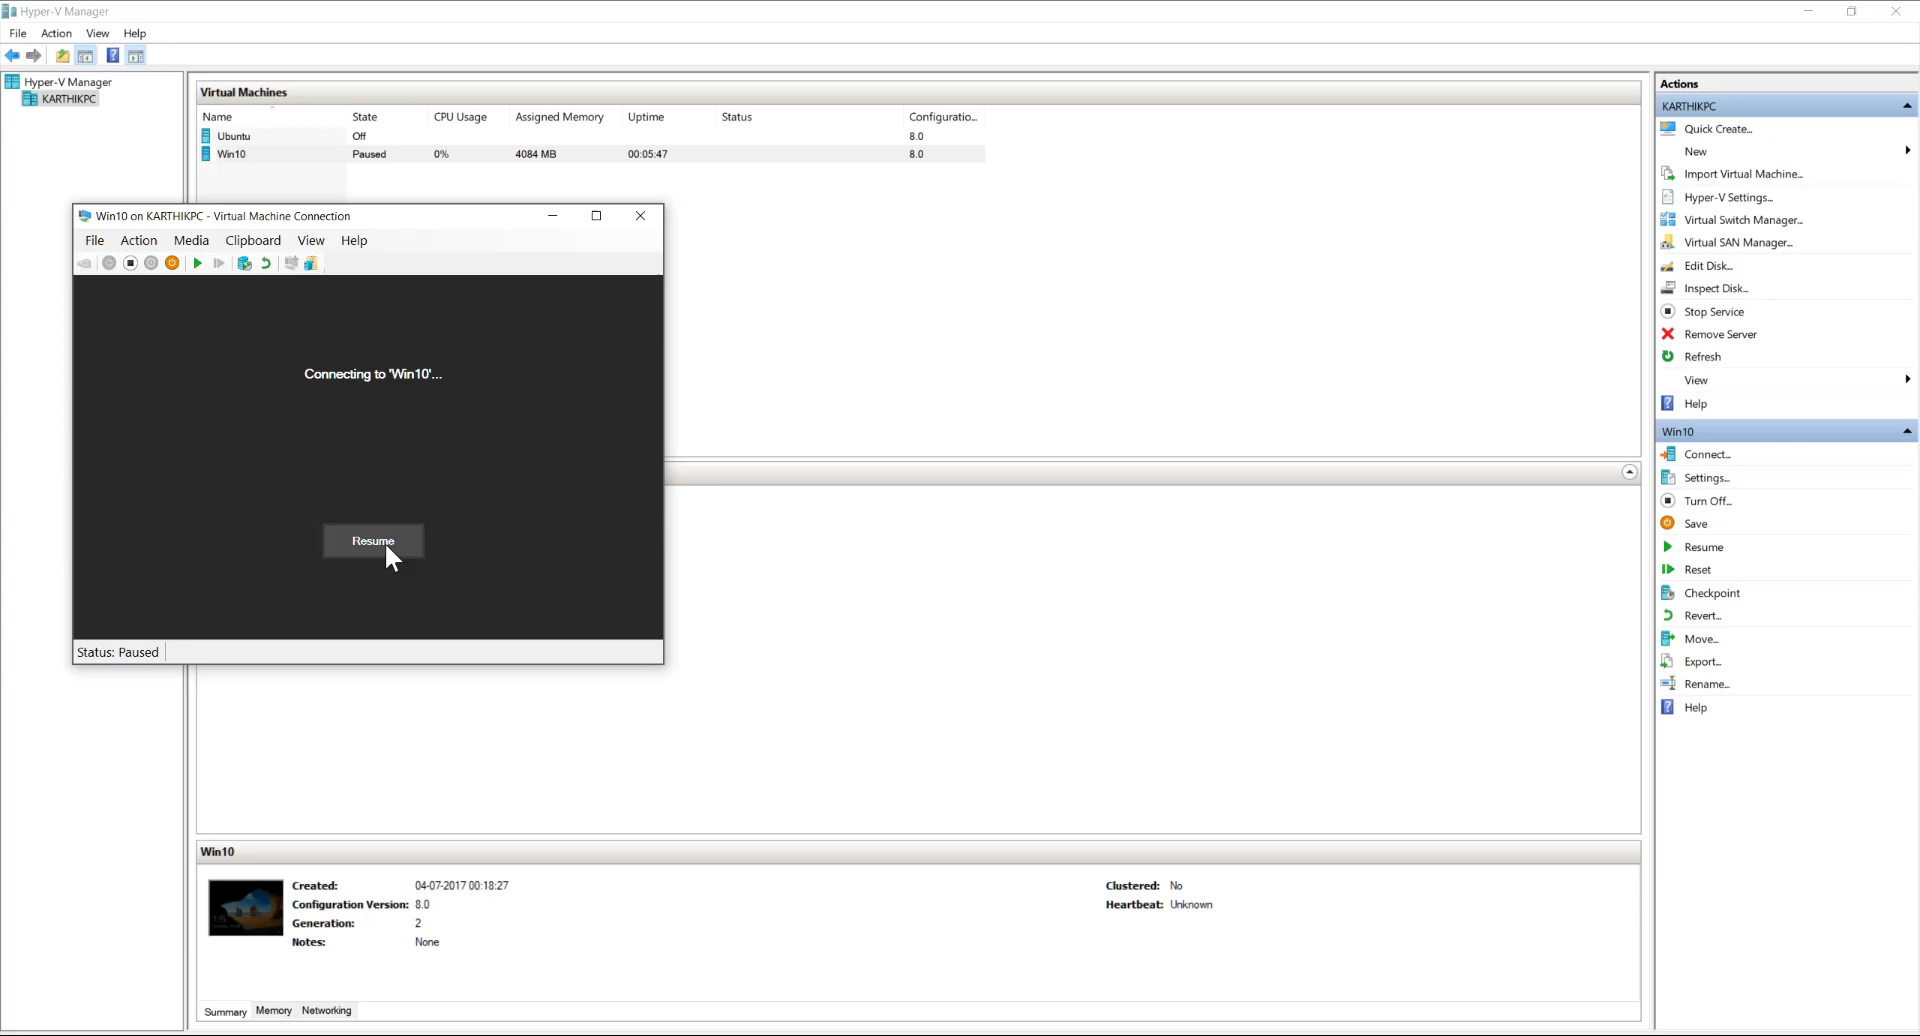 Hyper-V Manager
File Action View Help
Hyper-V Manager
KARTHIKPC
Virtual Machines
Name State CPU Usage Assigned Memory Uptime Status Configuratio...
Ubuntu Off 8.0
Win10 Paused 0% 4084 MB 00:05:47 8.0
Win10 on KARTHIKPC - Virtual Machine Connection
File Action Media Clipboard View Help
Connecting to 'Win10'...
Resume
Status: Paused
Win10
Created: 04-07-2017 00:18:27
Configuration Version: 8.0
Generation: 2
Notes: None
Clustered: No
Heartbeat: Unknown
Summary Memory Networking
Actions
KARTHIKPC
Quick Create...
New
Import Virtual Machine...
Hyper-V Settings...
Virtual Switch Manager...
Virtual SAN Manager...
Edit Disk...
Inspect Disk...
Stop Service
Remove Server
Refresh
View
Help
Win10
Connect...
Settings...
Turn Off...
Save
Resume
Reset
Checkpoint
Revert...
Move...
Export...
Rename...
Help